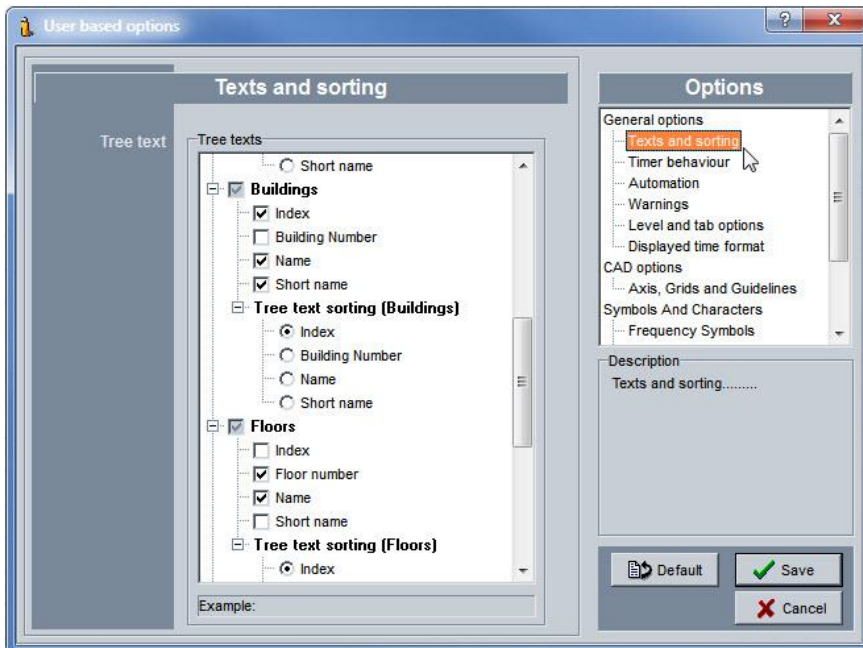 User based options
?
X
Texts and sorting
Tree text
Tree texts
Short name
Buildings
Index
Building Number
Name
Short name
Tree text sorting (Buildings)
Index
Building Number
Name
Short name
Floors
Index
Floor number
Name
Short name
Tree text sorting (Floors)
Index
Example:
Options
General options
Texts and sorting
Timer behaviour
Automation
Warnings
Level and tab options
Displayed time format
CAD options
Axis, Grids and Guidelines
Symbols And Characters
Frequency Symbols
Description
Texts and sorting.........
Default
Save
Cancel